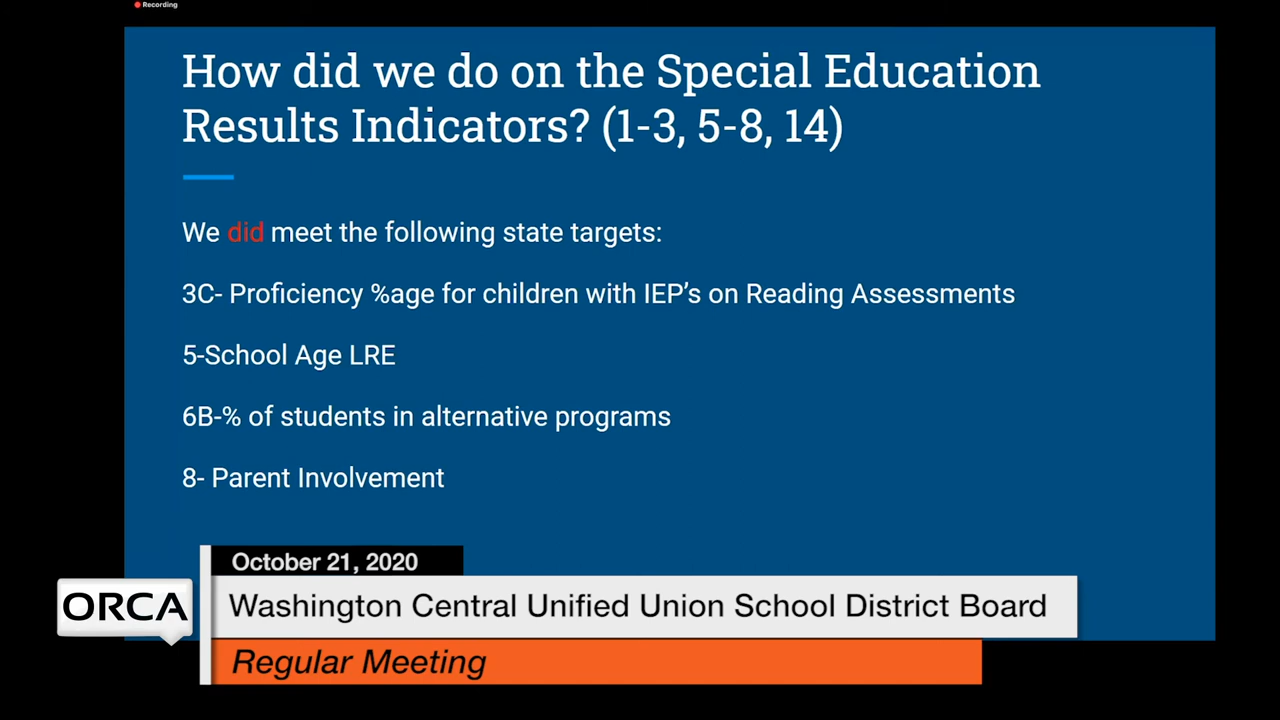 Recording
How did we do on the Special Education
Results Indicators? (1-3, 5-8, 14)
We did meet the following state targets:
3C- Proficiency %age for children with IEP's on Reading Assessments
5-School Age LRE
6B-% of students in alternative programs
8- Parent Involvement
October 21, 2020
ORCA
Washington Central Unified Union School District Board
Regular Meeting